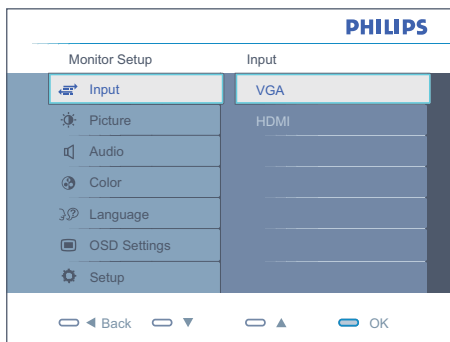 PHILIPS
Monitor Setup
Input
Input
VGA
Picture
HDMI
Audio
Color
Language
OSD Settings
Setup
Back
OK